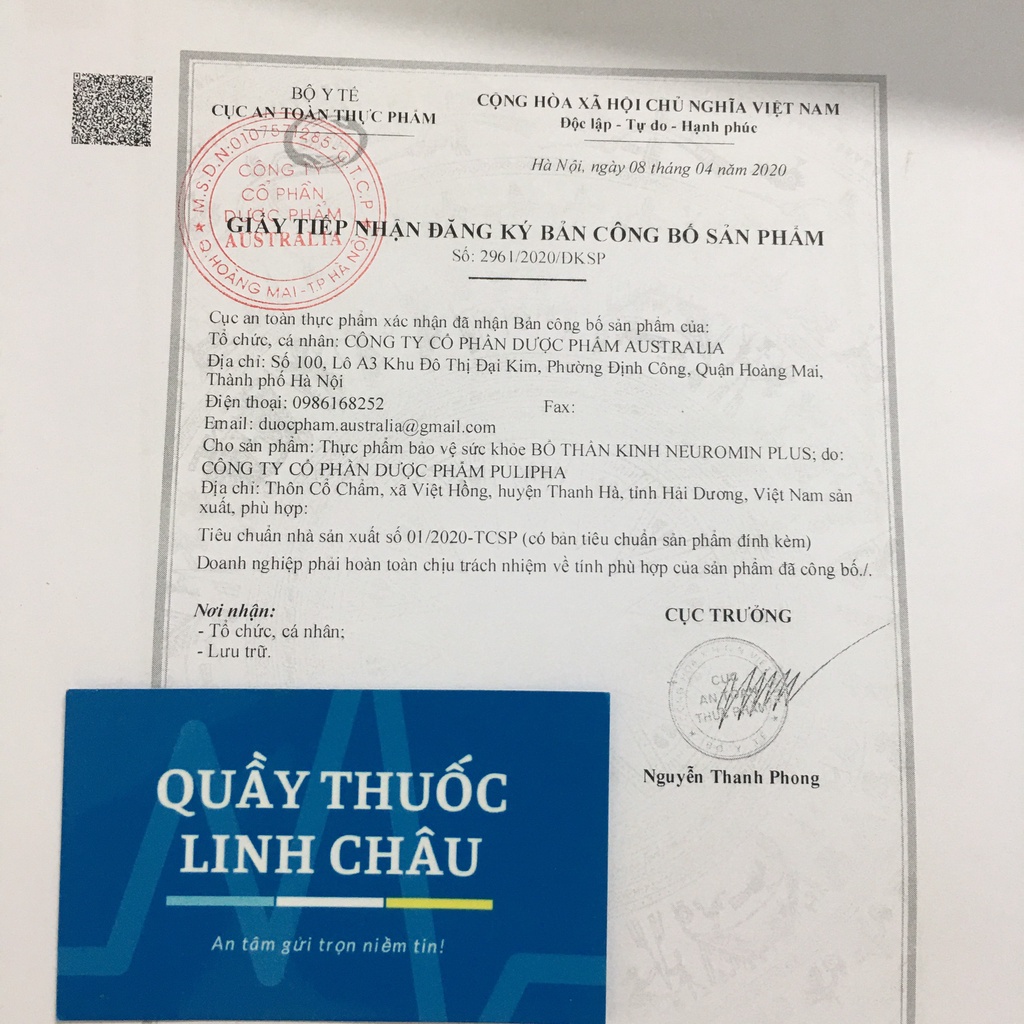 BỘ Y TẾ
CỤC AN TOÀN THỰC PHẨM
CỘNG HÒA XÃ HỘI CHỦ NGHĨA VIỆT NAM
Độc lập - Tự do - Hạnh phúc
Hà Nội, ngày 08 tháng 04 năm 2020
CÔNG TY
CỔ PHẦN
DƯỢC PHẨM
AUSTRALIA
Q.HOÀNG MAI-T.P HÀ NỘI
GIẤY TIẾP NHẬN ĐĂNG KÝ BẢN CÔNG BỐ SẢN PHẨM
Số: 2961/2020/ĐKSP
Cục an toàn thực phẩm xác nhận đã nhận Bản công bố sản phẩm của:
Tổ chức, cá nhân: CÔNG TY CỔ PHẦN DƯỢC PHẨM AUSTRALIA
Địa chỉ: Số 100, Lô A3 Khu Đô Thị Đại Kim, Phường Định Công, Quận Hoàng Mai,
Thành phố Hà Nội
Điện thoại: 0986168252 Fax:
Email: duocpham.australia@gmail.com
Cho sản phẩm: Thực phẩm bảo vệ sức khỏe BỔ THẦN KINH NEUROMIN PLUS; do:
CÔNG TY CỔ PHẦN DƯỢC PHẨM PULIPHA
Địa chỉ: Thôn Cổ Chẩm, xã Việt Hồng, huyện Thanh Hà, tỉnh Hải Dương, Việt Nam sản
xuất, phù hợp:
Tiêu chuẩn nhà sản xuất số 01/2020-TCSP (có bản tiêu chuẩn sản phẩm đính kèm)
Doanh nghiệp phải hoàn toàn chịu trách nhiệm về tính phù hợp của sản phẩm đã công bố./.
Nơi nhận:
- Tổ chức, cá nhân;
- Lưu trữ.
CỤC TRƯỞNG
CỤC
AN TOÀN
THỰC PHẨM
Nguyễn Thanh Phong
QUẦY THUỐC
LINH CHÂU
An tâm gửi trọn niềm tin!